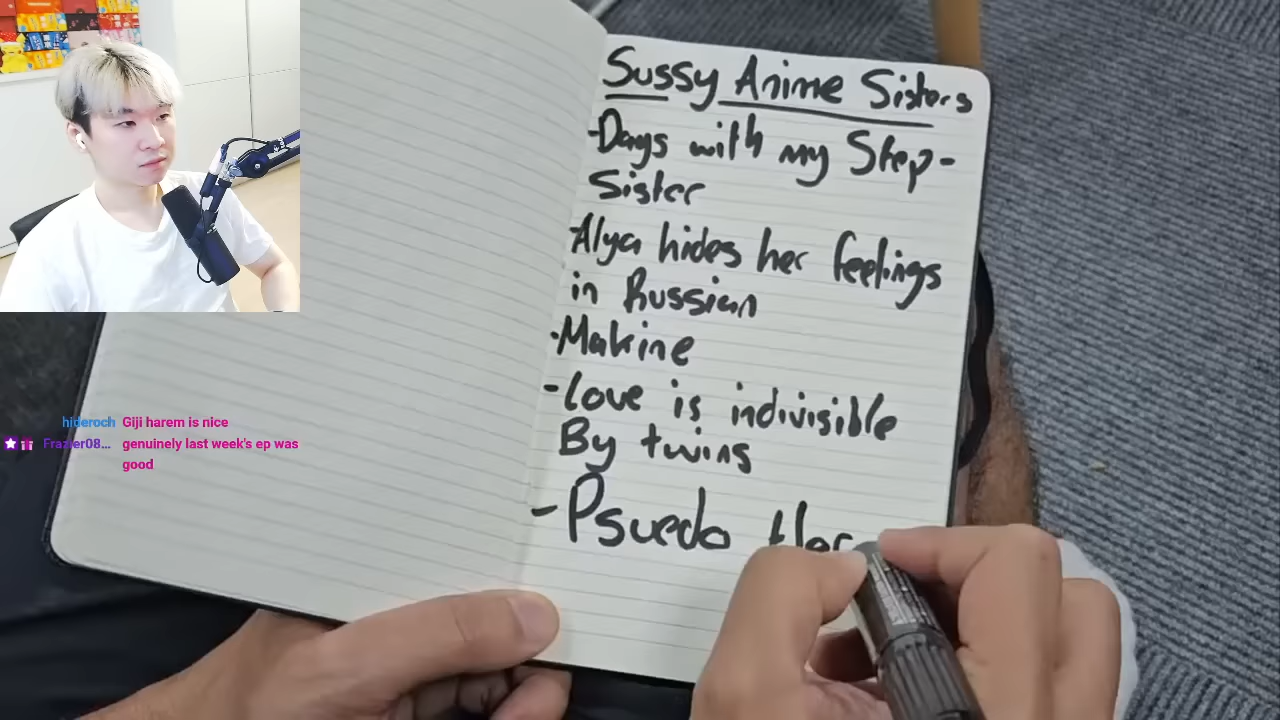 Sussy Anime Sisters
-Days with my Step-
Sister
-Alya hides her feelings
in Russian
-Makine
-Love is indivisible
By twins
-Psuedo Har
hideroch Giji harem is nice
Frazier08... genuinely last week's ep was
good